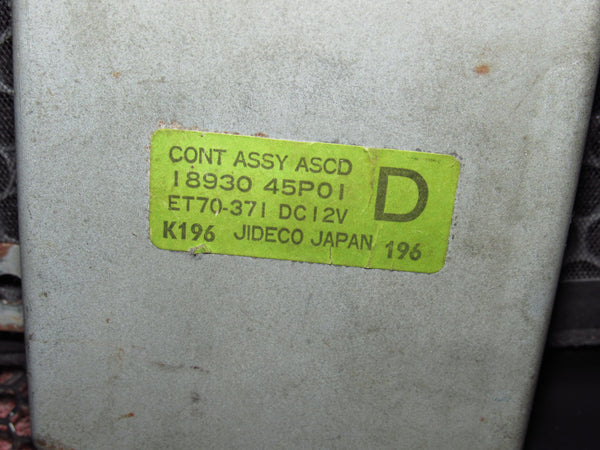 CONT ASSY ASCD
18930 45P01
D
ET70-371 DC12V
K196 JIDECO JAPAN 196